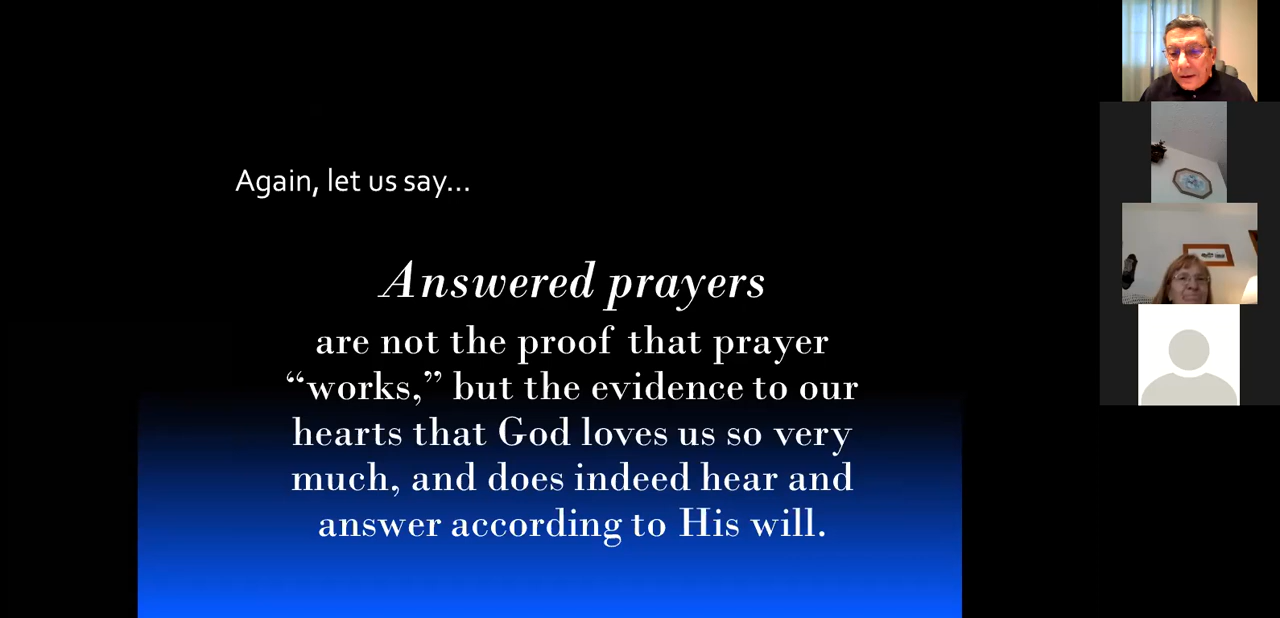 Again, let us say...
Answered prayers
are not the proof that prayer
“works,” but the evidence to our
hearts that God loves us so very
much, and does indeed hear and
answer according to His will.